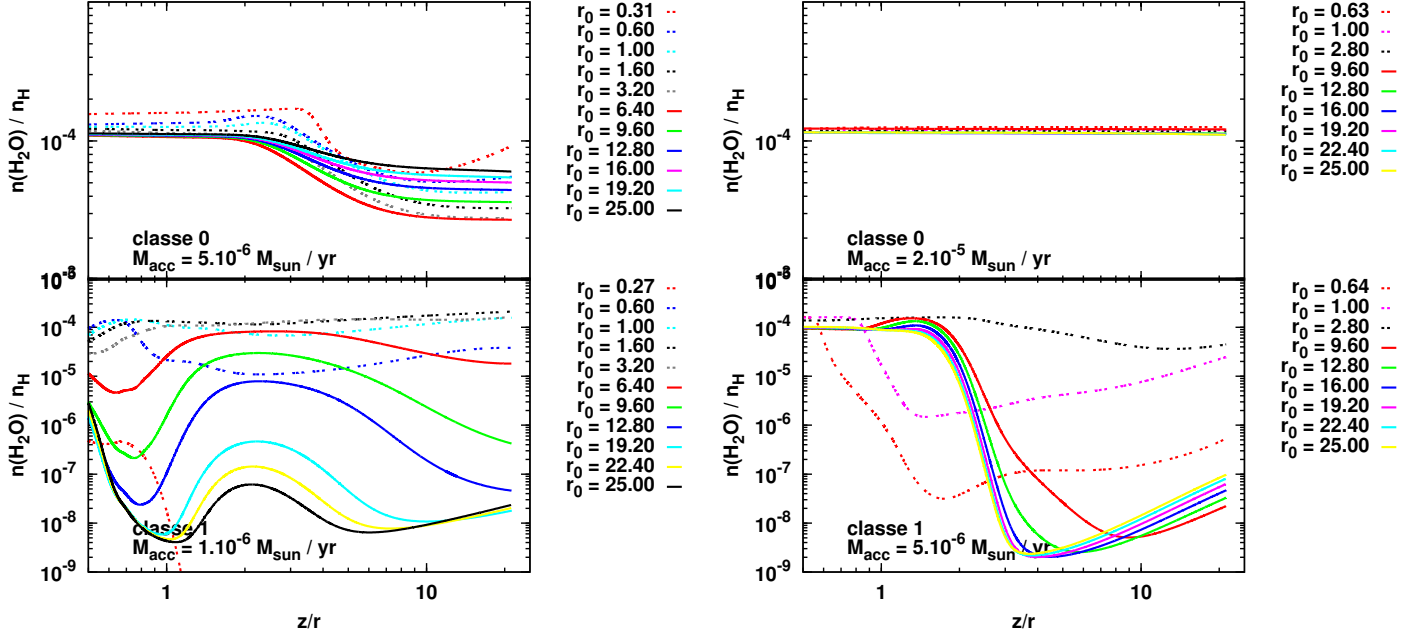 n(H2O) / nH
10^-4
10^-5
classe 0
Macc = 5.10^-6 Msun / yr
r0 = 0.31
r0 = 0.60
r0 = 1.00
r0 = 1.60
r0 = 3.20
r0 = 6.40
r0 = 9.60
r0 = 12.80
r0 = 16.00
r0 = 19.20
r0 = 25.00
n(H2O) / nH
10^-4
classe 0
Macc = 2.10^-5 Msun / yr
r0 = 0.63
r0 = 1.00
r0 = 2.80
r0 = 9.60
r0 = 12.80
r0 = 16.00
r0 = 19.20
r0 = 22.40
r0 = 25.00
n(H2O) / nH
10^-3
10^-4
10^-5
10^-6
10^-7
10^-8
10^-9
classe 1
Macc = 1.10^-6 Msun / yr
1
10
z/r
r0 = 0.27
r0 = 0.60
r0 = 1.00
r0 = 1.60
r0 = 3.20
r0 = 6.40
r0 = 9.60
r0 = 12.80
r0 = 19.20
r0 = 22.40
r0 = 25.00
n(H2O) / nH
10^-4
10^-5
10^-6
10^-7
10^-8
10^-9
classe 1
Macc = 5.10^-6 Msun / yr
1
10
z/r
r0 = 0.64
r0 = 1.00
r0 = 2.80
r0 = 9.60
r0 = 12.80
r0 = 16.00
r0 = 19.20
r0 = 22.40
r0 = 25.00